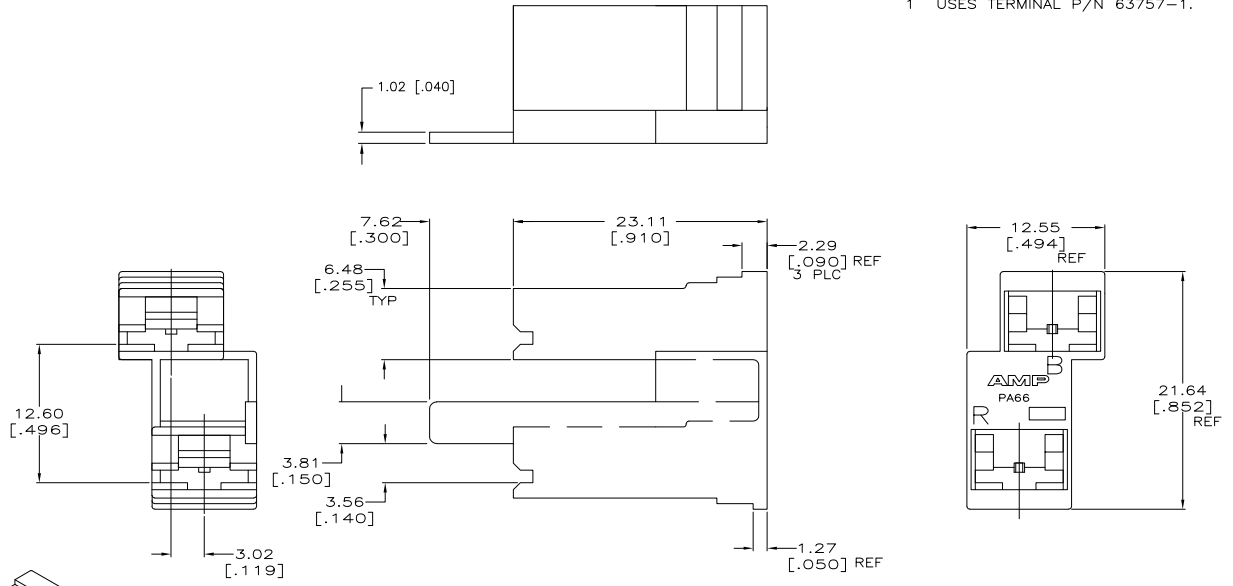 1 USES TERMINAL P/N 63757-1.
1.02 [.040]
7.62
[.300]
23.11
[.910]
2.29
[.090] REF
3 PLC
6.48
[.255]
TYP
12.55
[.494]
REF
12.60
[.496]
B
AMP
PA66
R
21.64
[.852]
REF
3.81
[.150]
3.56
[.140]
3.02
[.119]
1.27
[.050] REF